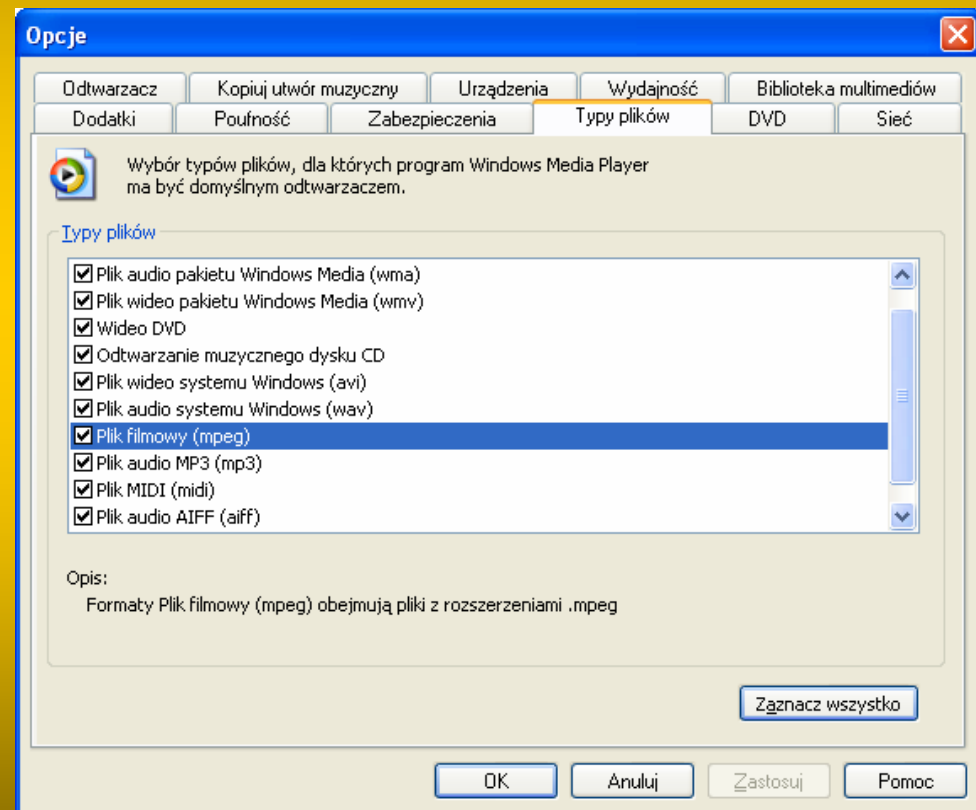 Opcje
Odtwarzacz Kopiuj utwór muzyczny Urządzenia Wydajność Biblioteka multimediów
Dodatki Poufność Zabezpieczenia Typy plików DVD Sieć
Wybór typów plików, dla których program Windows Media Player
ma być domyślnym odtwarzaczem.
Typy plików
Plik audio pakietu Windows Media (wma)
Plik wideo pakietu Windows Media (wmv)
Wideo DVD
Odtwarzanie muzycznego dysku CD
Plik wideo systemu Windows (avi)
Plik audio systemu Windows (wav)
Plik filmowy (mpeg)
Plik audio MP3 (mp3)
Plik MIDI (midi)
Plik audio AIFF (aiff)
Opis:
Formaty Plik filmowy (mpeg) obejmują pliki z rozszerzeniami .mpeg
Zaznacz wszystko
OK Anuluj Zastosuj Pomoc